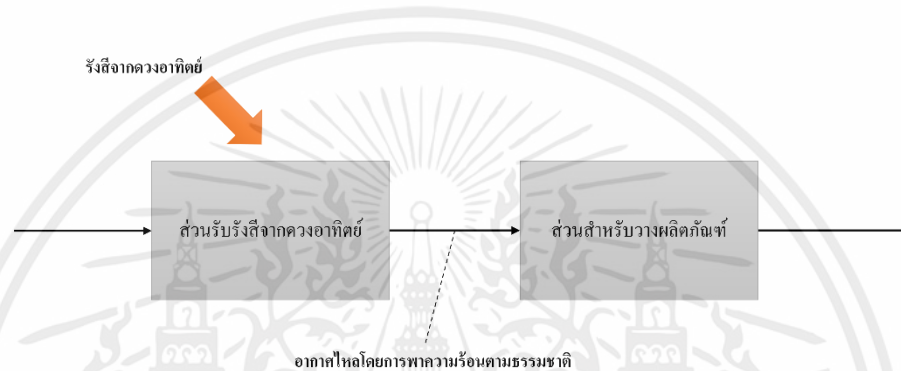 รังสีจากดวงอาทิตย์
ส่วนรับรังสีจากดวงอาทิตย์
ส่วนสำหรับวางผลิตภัณฑ์
อากาศไหลโดยการพาความร้อนตามธรรมชาติ